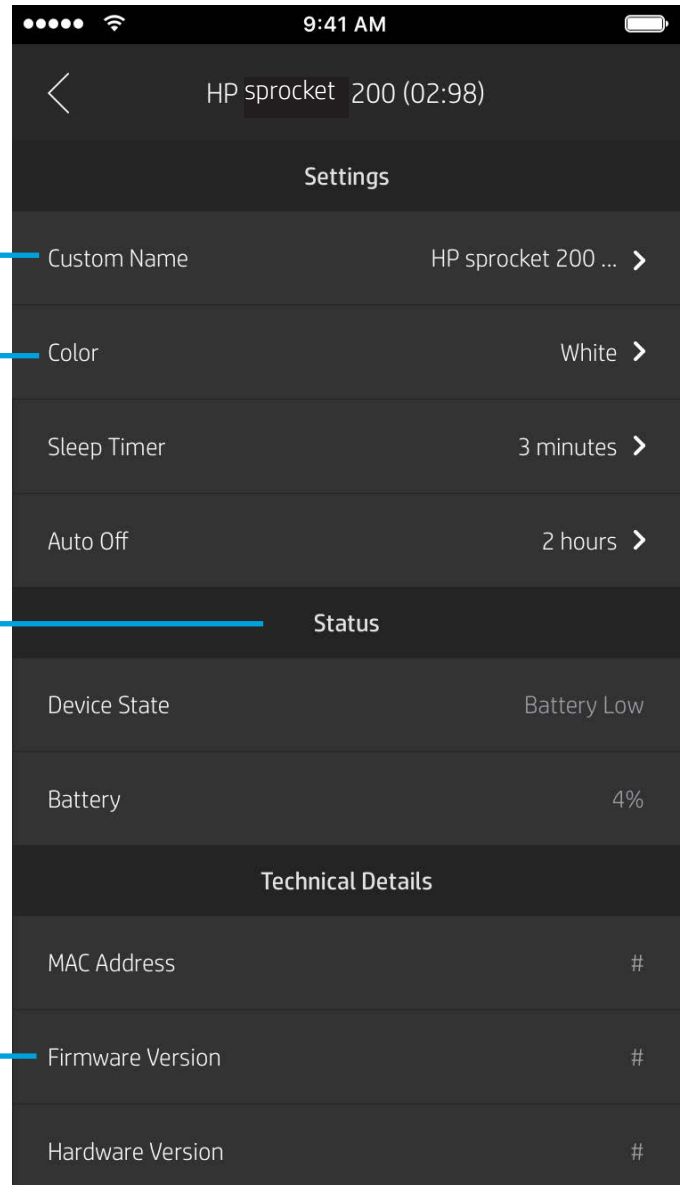 9:41 AM
HP sprocket 200 (02:98)
Settings
Custom Name HP sprocket 200 ...
Color White
Sleep Timer 3 minutes
Auto Off 2 hours
Status
Device State Battery Low
Battery 4%
Technical Details
MAC Address #
Firmware Version #
Hardware Version #